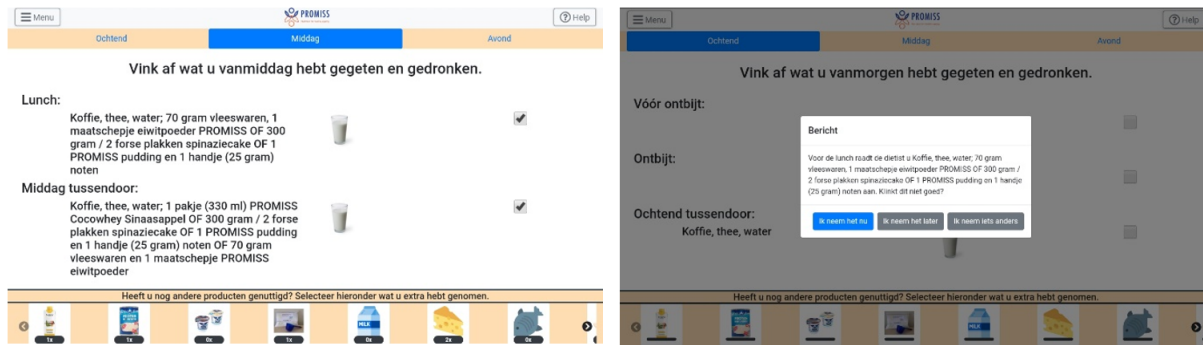 Menu
PROMISS
Help
Ochtend Middag Avond
Vink af wat u vanmiddag hebt gegeten en gedronken.
Lunch:
Koffie, thee, water; 70 gram vleeswaren, 1
maatschepje eiwitpoeder PROMISS OF 300
gram / 2 forse plakken spinaziecake OF 1
PROMISS pudding en 1 handje (25 gram)
noten
Middag tussendoor:
Koffie, thee, water; 1 pakje (330 ml) PROMISS
Cocowhey Sinaasappel OF 300 gram / 2 forse
plakken spinaziecake OF 1 PROMISS pudding
en 1 handje (25 gram) noten OF 70 gram
vleeswaren en 1 maatschepje PROMISS
eiwitpoeder
Heeft u nog andere producten genuttigd? Selecteer hieronder wat u extra hebt genomen.
MILK
1x 1x 0x 1x 0x 2x 0x
Menu
PROMISS
Help
Ochtend Middag Avond
Vink af wat u vanmorgen hebt gegeten en gedronken.
Vóór ontbijt:
Ontbijt:
Ochtend tussendoor:
Koffie, thee, water
Bericht
Voor de lunch raadt de dietist u Koffie, thee, water; 70 gram
vleeswaren, 1 maatschepje eiwitpoeder PROMISS OF 300 gram /
2 forse plakken spinaziecake OF 1 PROMISS pudding en 1 handje
(25 gram) noten aan. Klinkt dit niet goed?
Ik neem het nu Ik neem het later Ik neem iets anders
Heeft u nog andere producten genuttigd? Selecteer hieronder wat u extra hebt genomen.
MILK